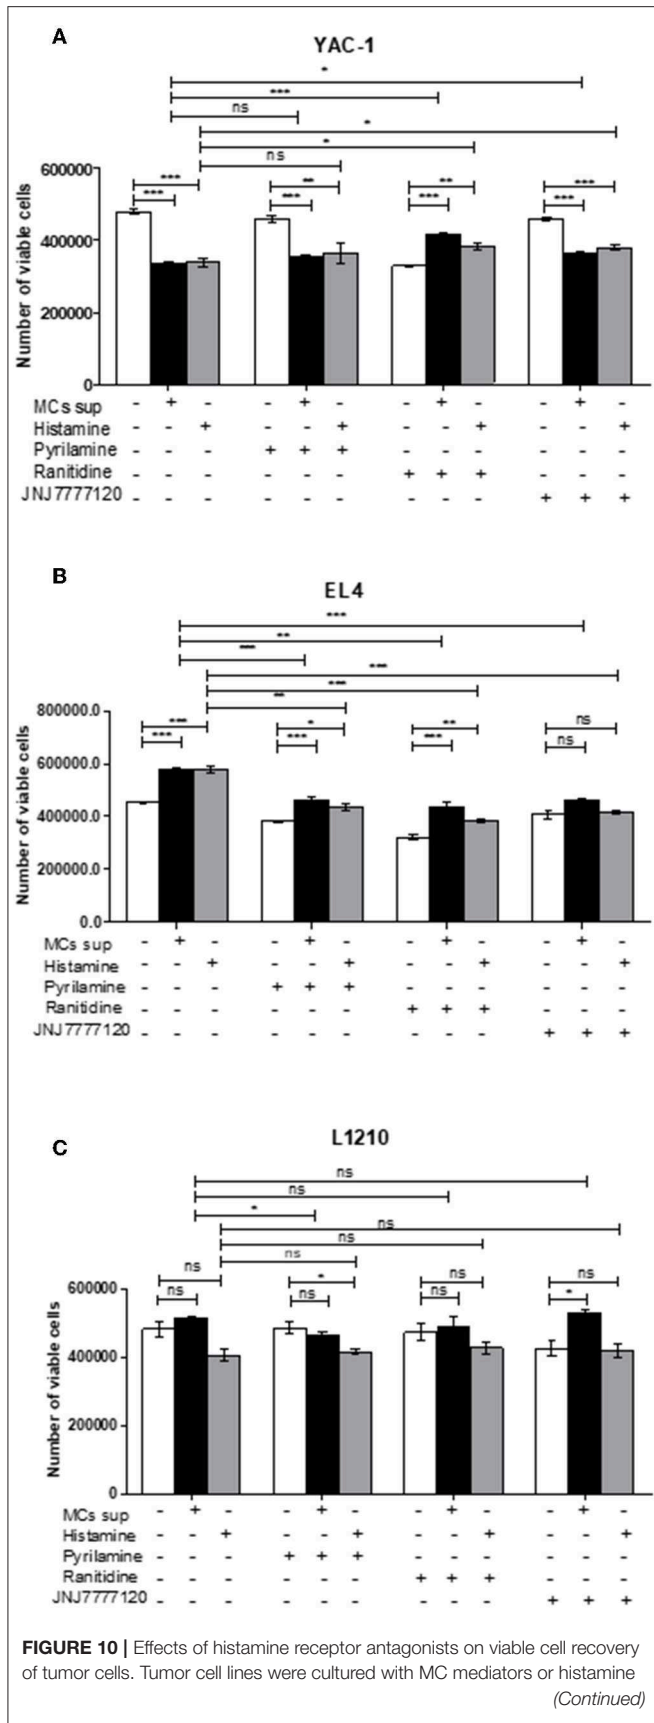 A
YAC-1
*
***
ns
*
*
ns
*** ** ** ***
*** *** *** ***
Number of viable cells
600000
400000
200000
0
MCs sup - + - - + - - + - - + -
Histamine - - + - - + - - + - - +
Pyrilamine - - - + + + - - - - - -
Ranitidine - - - - - - + + + - - -
JNJ7777120 - - - - - - - - - + + +
B
EL4
***
**
***
***
***
**
*** * ** ns
*** *** *** ns
Number of viable cells
800000.0
600000.0
400000.0
200000.0
0.0
MCs sup - + - - + - - + - - + -
Histamine - - + - - + - - + - - +
Pyrilamine - - - + + + - - - - - -
Ranitidine - - - - - - + + + - - -
JNJ7777120 - - - - - - - - - + + +
C
L1210
ns
ns
*
ns
ns
ns
ns * ns ns
ns ns ns *
Number of viable cells
600000
400000
200000
0
MCs sup - + - - + - - + - - + -
Histamine - - + - - + - - + - - +
Pyrilamine - - - + + + - - - - - -
Ranitidine - - - - - - + + + - - -
JNJ7777120 - - - - - - - - - + + +
FIGURE 10 | Effects of histamine receptor antagonists on viable cell recovery
of tumor cells. Tumor cell lines were cultured with MC mediators or histamine
(Continued)